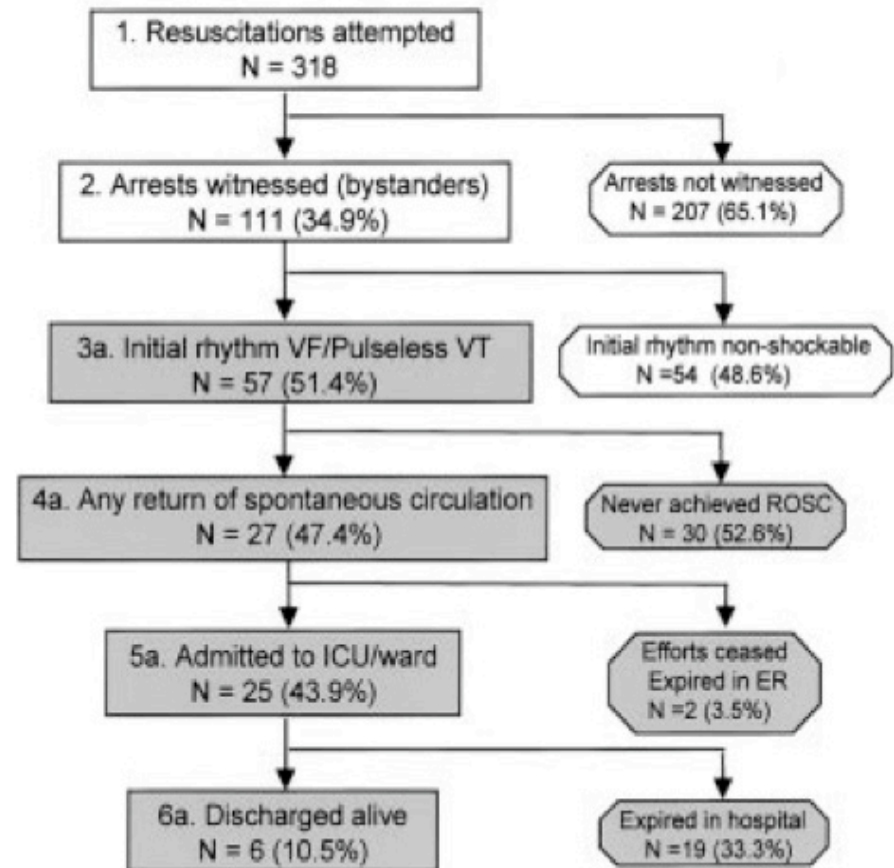 1. Resuscitations attempted
N = 318
2. Arrests witnessed (bystanders)
N = 111 (34.9%)
Arrests not witnessed
N = 207 (65.1%)
3a. Initial rhythm VF/Pulseless VT
N = 57 (51.4%)
Initial rhythm non-shockable
N =54 (48.6%)
4a. Any return of spontaneous circulation
N = 27 (47.4%)
Never achieved ROSC
N = 30 (52.6%)
5a. Admitted to ICU/ward
N = 25 (43.9%)
Efforts ceased
Expired in ER
N =2 (3.5%)
6a. Discharged alive
N = 6 (10.5%)
Expired in hospital
N =19 (33.3%)